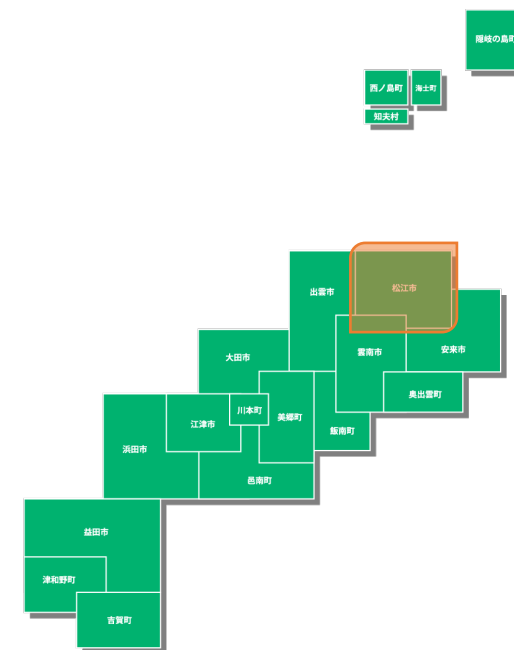 隠岐の島町
西ノ島町
海士町
知夫村
出雲市
松江市
雲南市
安来市
大田市
奥出雲町
川本町
美郷町
江津市
飯南町
浜田市
邑南町
益田市
津和野町
吉賀町